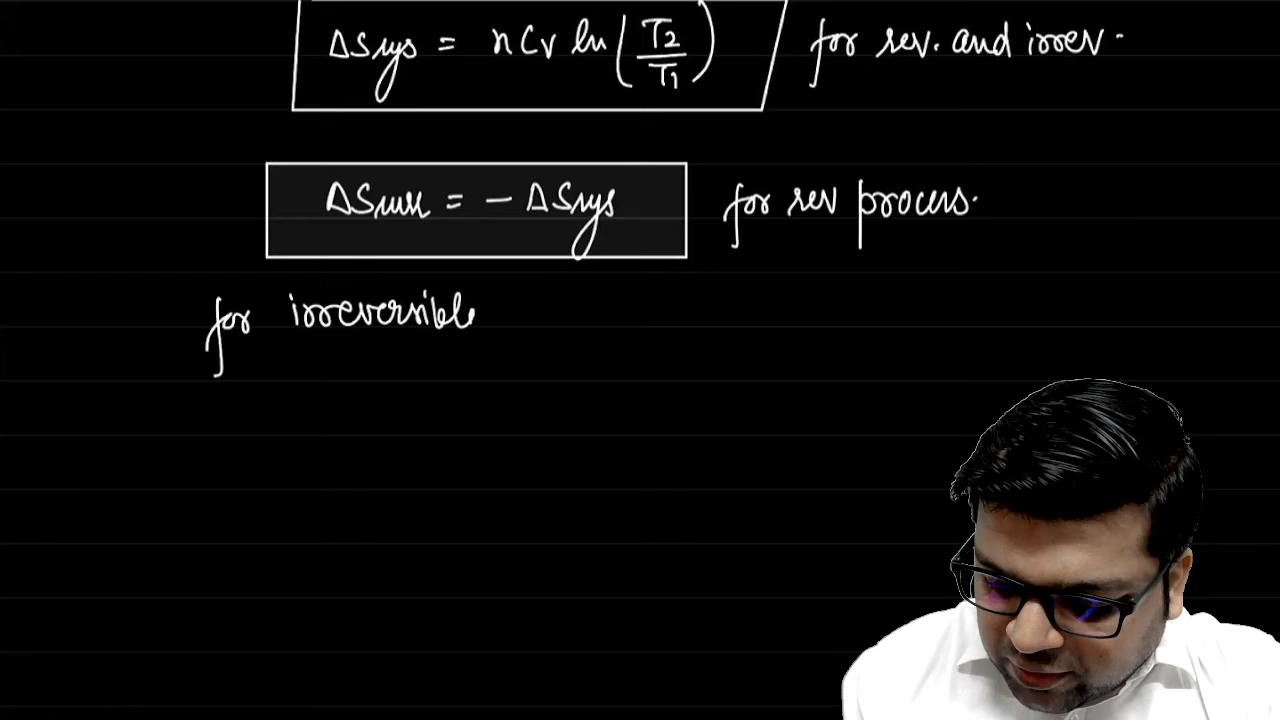 ΔSsys = nCv ln(T2/T1) for rev. and irrev.
ΔSsurr = - ΔSsys for rev process.
for irreversible